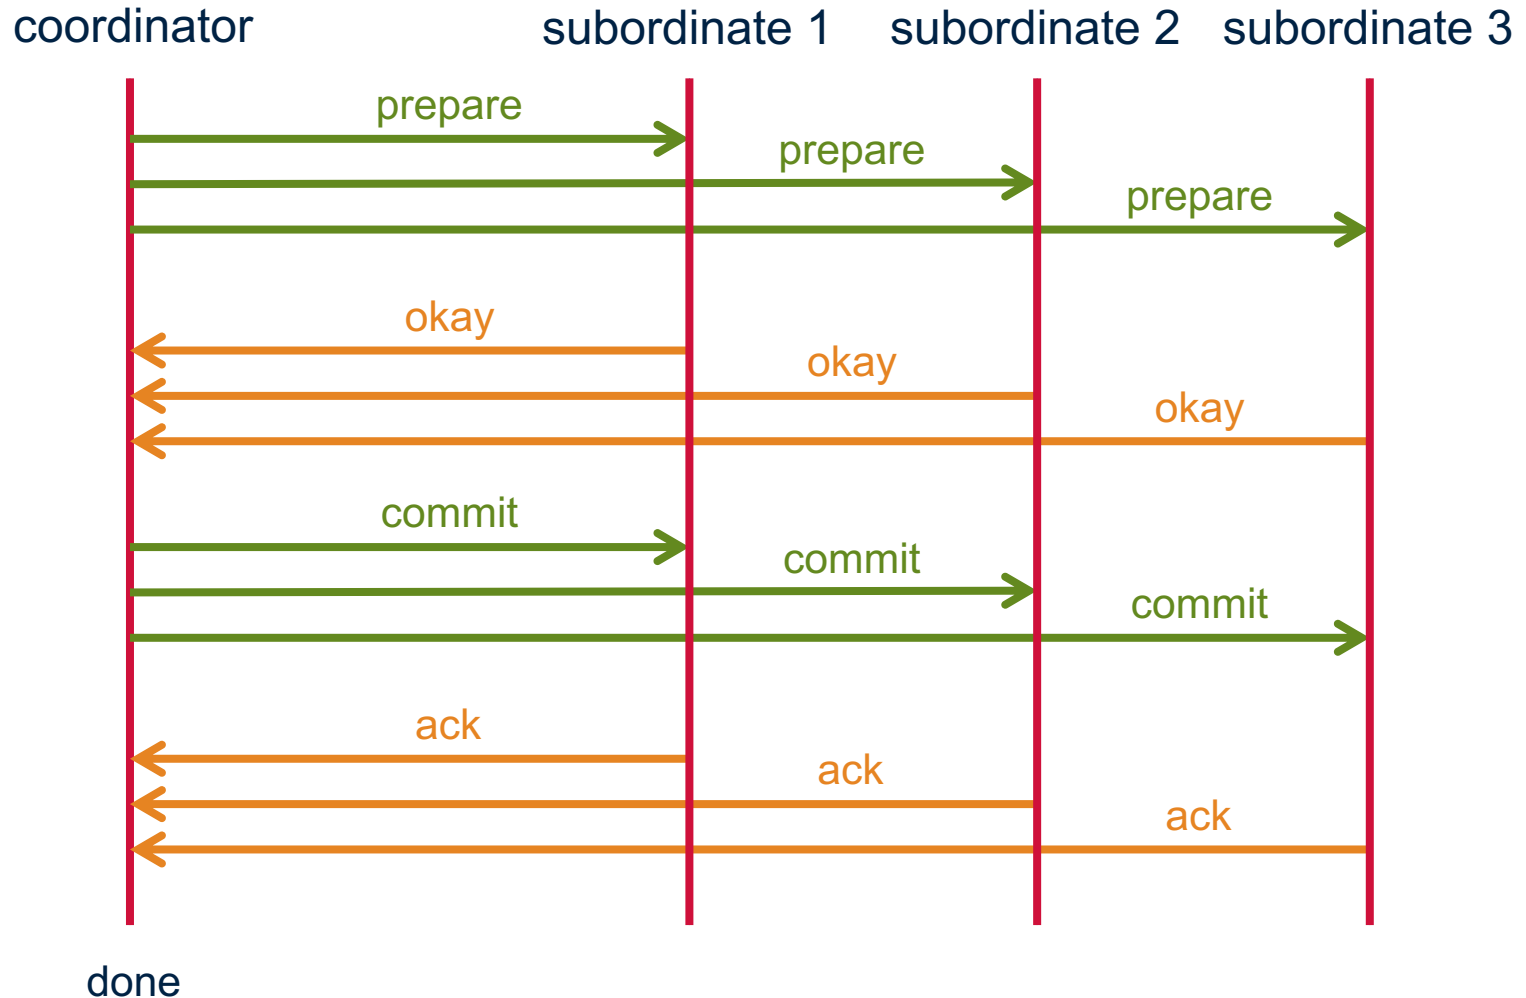 coordinator subordinate 1 subordinate 2 subordinate 3
prepare
prepare
prepare
okay
okay
okay
commit
commit
commit
ack
ack
ack
done